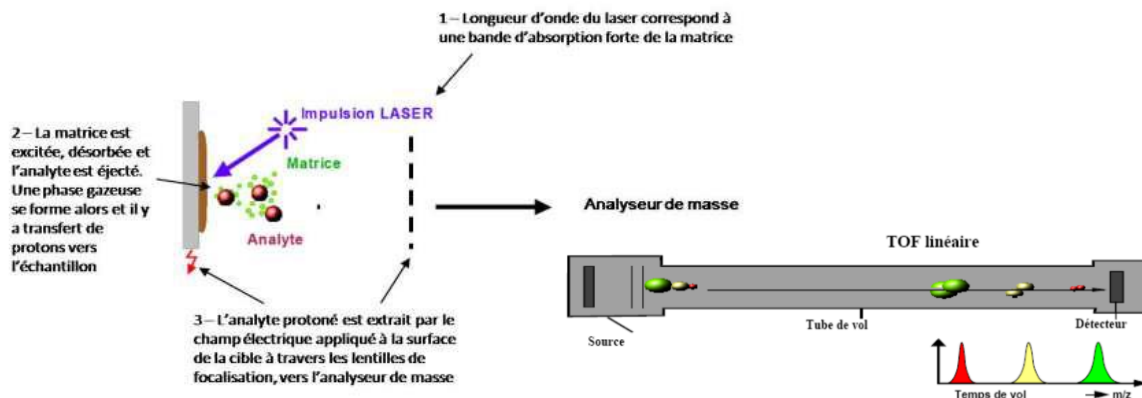 1 – Longueur d'onde du laser correspond à
une bande d'absorption forte de la matrice
Impulsion LASER
2 – La matrice est
excitée, désorbée et
l'analyte est éjecté.
Une phase gazeuse
se forme alors et il y
a transfert de
protons vers
l'échantillon
Matrice
Analyte
Analyseur de masse
TOF linéaire
3 – L'analyte protoné est extrait par le
champ électrique appliqué à la surface
de la cible à travers les lentilles de
focalisation, vers l'analyseur de masse
Source
Tube de vol
Détecteur
Temps de vol
m/z